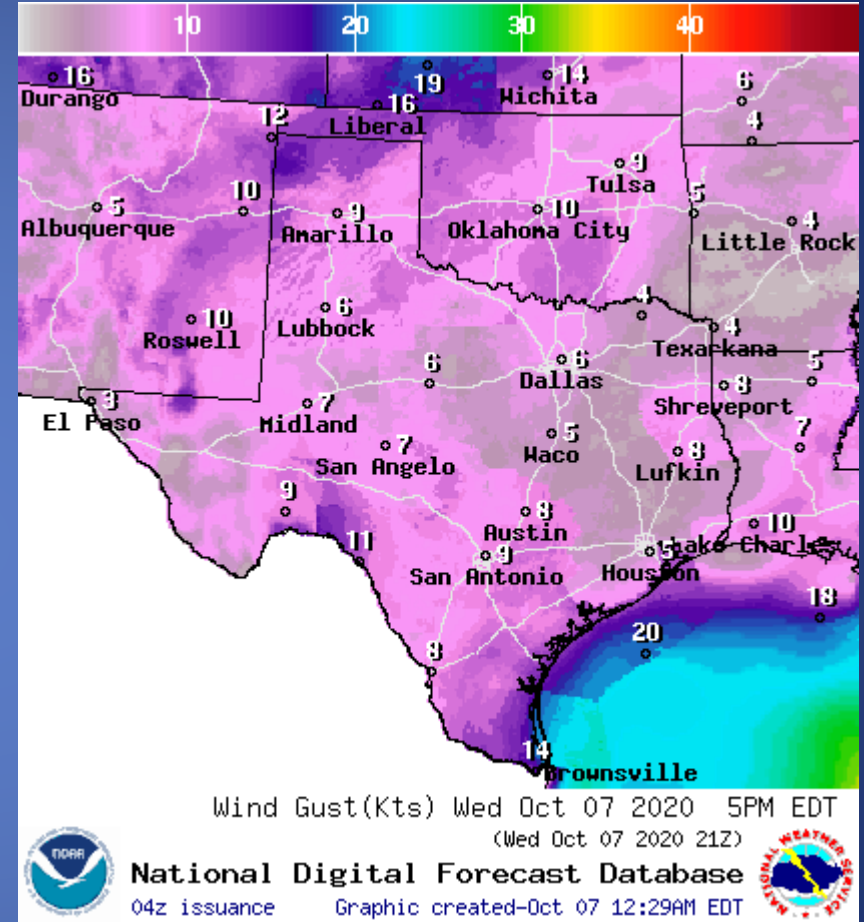 10 20 30 40
16 19 14 6
Durango Wichita
12 16 4
Liberal
9
Tulsa
5 10 9 10 5 4
Albuquerque Amarillo Oklahoma City Little Rock
10 6 4 4
Roswell Lubbock Texarkana
6 6 8 5
Dallas Shreveport
3 7
El Paso Midland
7 5 8 7
San Angelo Waco Lufkin
9 8 10
Austin Lake Charles
11 9 5
San Antonio Houston
18
8 20
14
Brownsville
Wind Gust(Kts) Wed Oct 07 2020 5PM EDT
(Wed Oct 07 2020 21Z)
NOAA
NATIONAL WEATHER SERVICE
National Digital Forecast Database
04z issuance Graphic created-Oct 07 12:29AM EDT